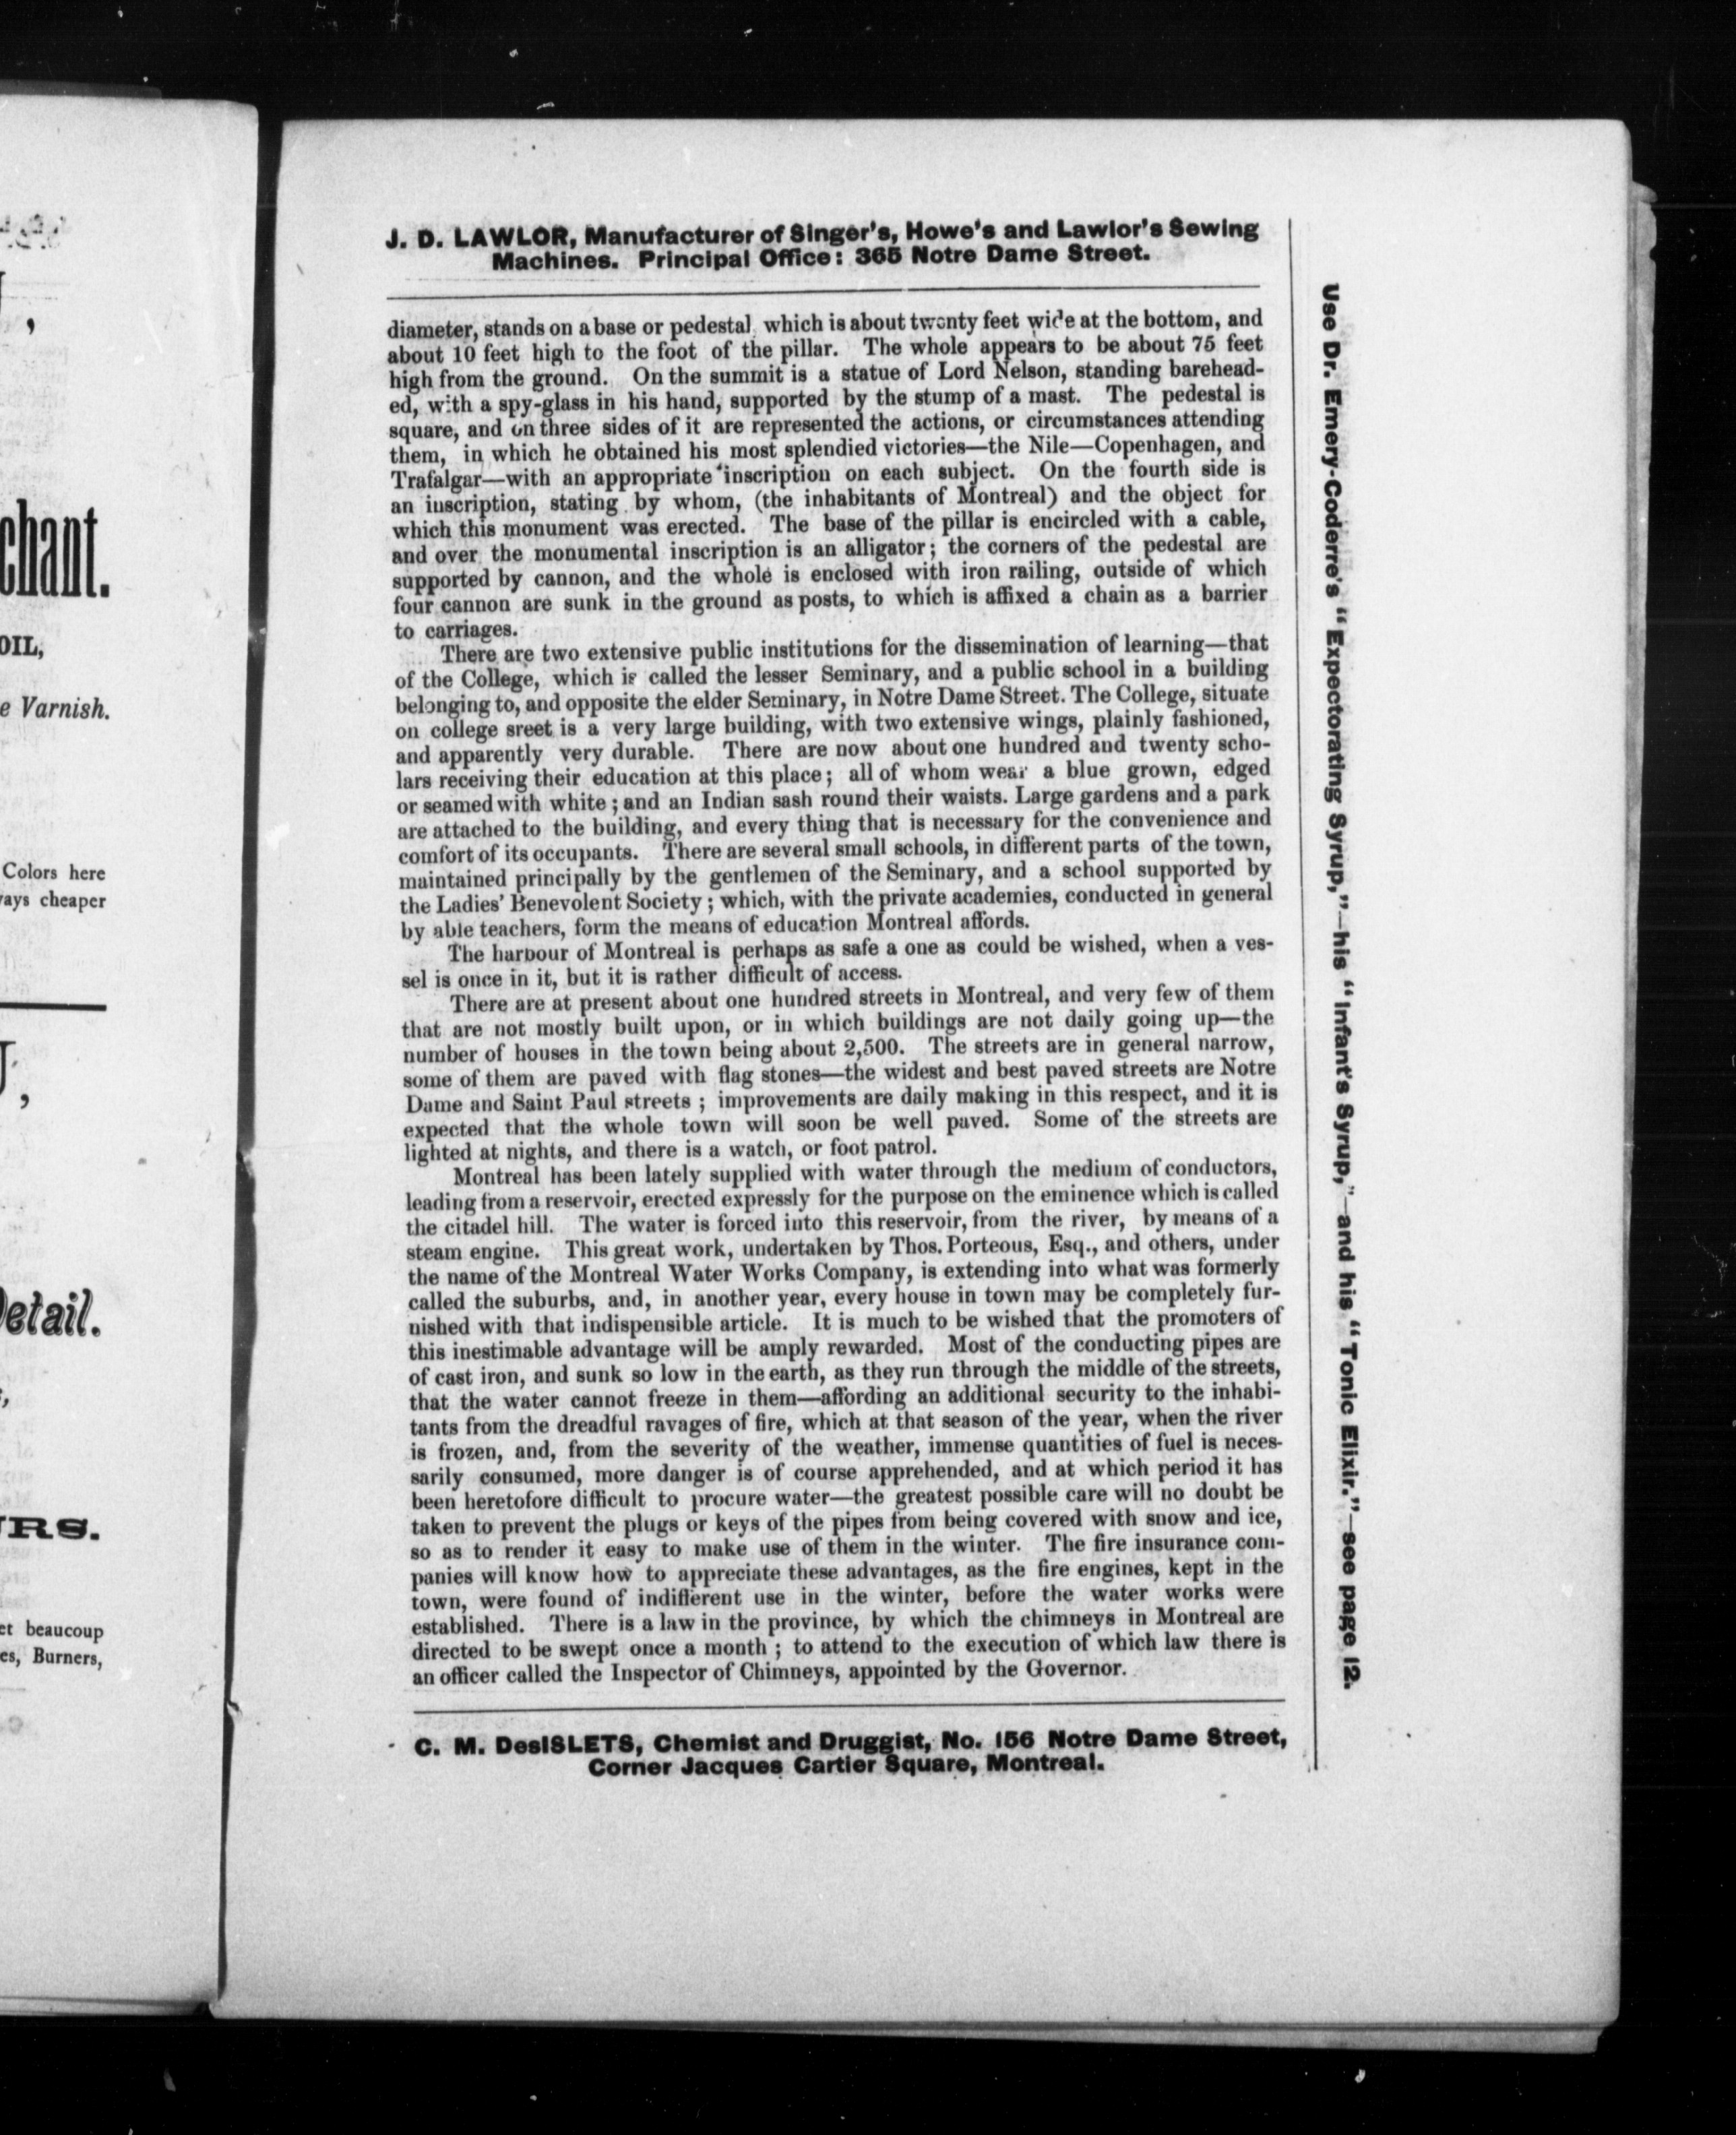 chant.
OIL,
e Varnish.
Colors here
ays cheaper
etail.
RS.
et beaucoup
es, Burners,
J. D. LAWLOR, Manufacturer of Singer's, Howe's and Lawlor's Sewing
Machines. Principal Office: 365 Notre Dame Street.
diameter, stands on a base or pedestal which is about twenty feet wide at the bottom, and
about 10 feet high to the foot of the pillar. The whole appears to be about 75 feet
high from the ground. On the summit is a statue of Lord Nelson, standing barehead-
ed, with a spy-glass in his hand, supported by the stump of a mast. The pedestal is
square, and on three sides of it are represented the actions, or circumstances attending
them, in which he obtained his most splendied victories—the Nile—Copenhagen, and
Trafalgar—with an appropriate inscription on each subject. On the fourth side is
an iuscription, stating by whom, (the inhabitants of Montreal) and the object for
which this monument was erected. The base of the pillar is encircled with a cable,
and over the monumental inscription is an alligator; the corners of the pedestal are
supported by cannon, and the whole is enclosed with iron railing, outside of which
four cannon are sunk in the ground as posts, to which is affixed a chain as a barrier
to carriages.
There are two extensive public institutions for the dissemination of learning—that
of the College, which is called the lesser Seminary, and a public school in a building
belonging to, and opposite the elder Seminary, in Notre Dame Street. The College, situate
on college sreet is a very large building, with two extensive wings, plainly fashioned,
and apparently very durable. There are now about one hundred and twenty scho-
lars receiving their education at this place; all of whom wear a blue grown, edged
or seamed with white; and an Indian sash round their waists. Large gardens and a park
are attached to the building, and every thing that is necessary for the convenience and
comfort of its occupants. There are several small schools, in different parts of the town,
maintained principally by the gentlemen of the Seminary, and a school supported by
the Ladies' Benevolent Society; which, with the private academies, conducted in general
by able teachers, form the means of education Montreal affords.
The harbour of Montreal is perhaps as safe a one as could be wished, when a ves-
sel is once in it, but it is rather difficult of access.
There are at present about one hundred streets in Montreal, and very few of them
that are not mostly built upon, or in which buildings are not daily going up—the
number of houses in the town being about 2,500. The streets are in general narrow,
some of them are paved with flag stones—the widest and best paved streets are Notre
Dame and Saint Paul streets; improvements are daily making in this respect, and it is
expected that the whole town will soon be well paved. Some of the streets are
lighted at nights, and there is a watch, or foot patrol.
Montreal has been lately supplied with water through the medium of conductors,
leading from a reservoir, erected expressly for the purpose on the eminence which is called
the citadel hill. The water is forced into this reservoir, from the river, by means of a
steam engine. This great work, undertaken by Thos. Porteous, Esq., and others, under
the name of the Montreal Water Works Company, is extending into what was formerly
called the suburbs, and, in another year, every house in town may be completely fur-
nished with that indispensible article. It is much to be wished that the promoters of
this inestimable advantage will be amply rewarded. Most of the conducting pipes are
of cast iron, and sunk so low in the earth, as they run through the middle of the streets,
that the water cannot freeze in them—affording an additional security to the inhabi-
tants from the dreadful ravages of fire, which at that season of the year, when the river
is frozen, and, from the severity of the weather, immense quantities of fuel is neces-
sarily consumed, more danger is of course apprehended, and at which period it has
been heretofore difficult to procure water—the greatest possible care will no doubt be
taken to prevent the plugs or keys of the pipes from being covered with snow and ice,
so as to render it easy to make use of them in the winter. The fire insurance com-
panies will know how to appreciate these advantages, as the fire engines, kept in the
town, were found of indifferent use in the winter, before the water works were
established. There is a law in the province, by which the chimneys in Montreal are
directed to be swept once a month; to attend to the execution of which law there is
an officer called the Inspector of Chimneys, appointed by the Governor.
C. M. DesISLETS, Chemist and Druggist, No. 156 Notre Dame Street,
Corner Jacques Cartier Square, Montreal.
Use Dr. Emery-Coderre's "Expectorating Syrup,"—his "Infant's Syrup,"—and his "Tonic Elixir."—see page 12.